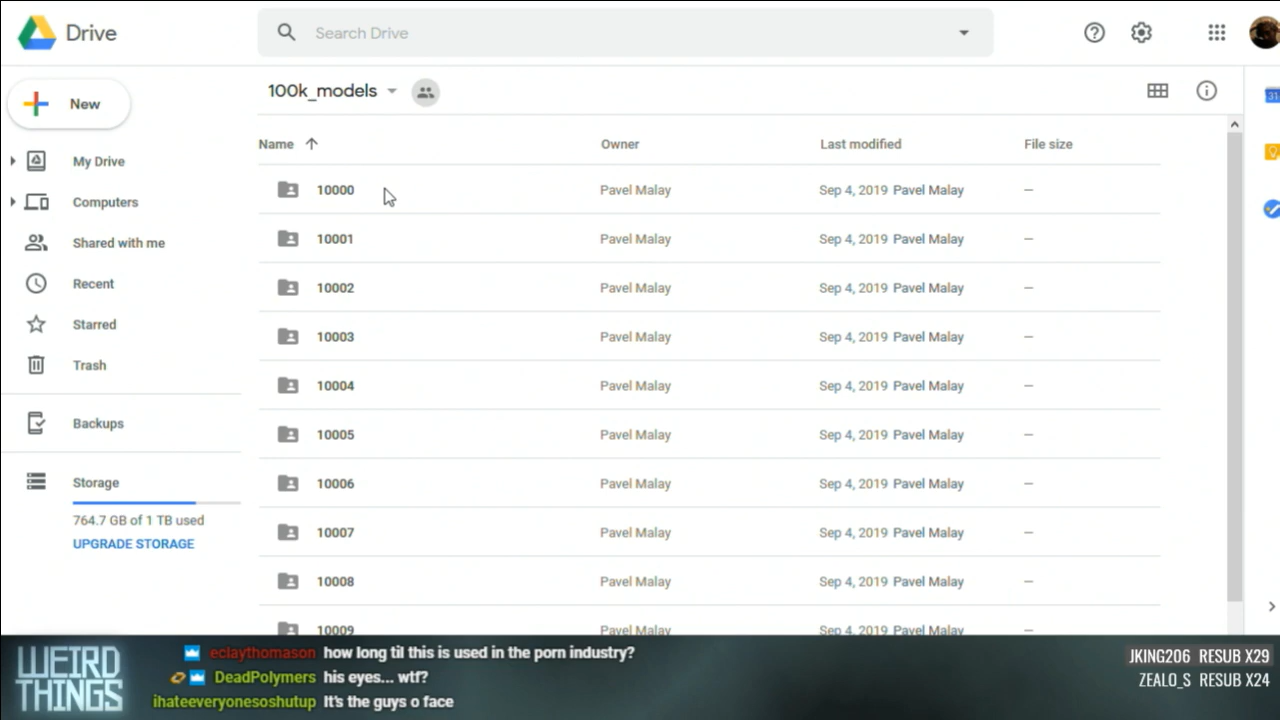 Drive
Search Drive
New
100k_models
Name Owner Last modified File size
My Drive
Computers
Shared with me
Recent
Starred
Trash
Backups
Storage
764.7 GB of 1 TB used
UPGRADE STORAGE
10000 Pavel Malay Sep 4, 2019 Pavel Malay –
10001 Pavel Malay Sep 4, 2019 Pavel Malay –
10002 Pavel Malay Sep 4, 2019 Pavel Malay –
10003 Pavel Malay Sep 4, 2019 Pavel Malay –
10004 Pavel Malay Sep 4, 2019 Pavel Malay –
10005 Pavel Malay Sep 4, 2019 Pavel Malay –
10006 Pavel Malay Sep 4, 2019 Pavel Malay –
10007 Pavel Malay Sep 4, 2019 Pavel Malay –
10008 Pavel Malay Sep 4, 2019 Pavel Malay –
10009 Pavel Malay Sep 4, 2019 Pavel Malay –
31
WEIRD
THINGS
eclaythomason how long til this is used in the porn industry?
DeadPolymers his eyes... wtf?
ihateeveryonesoshutup It's the guys o face
JKING206 RESUB X29
ZEALO_S RESUB X24